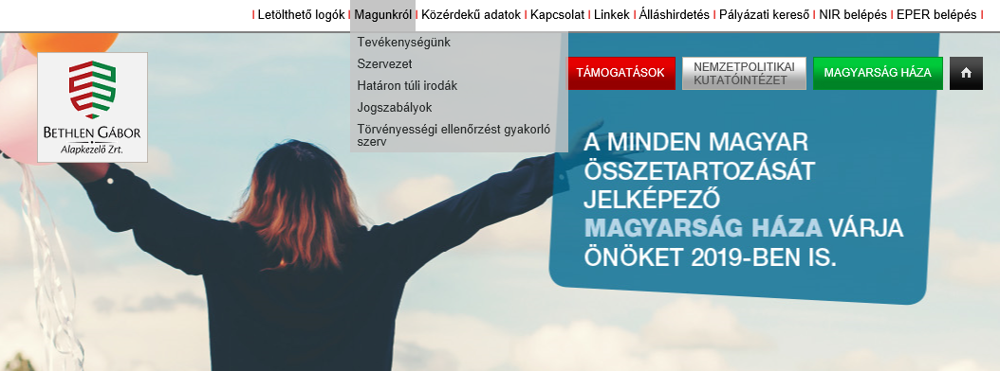 Letölthető logók
Magunkról
Közérdekű adatok
Kapcsolat
Linkek
Álláshirdetés
Pályázati kereső
NIR belépés
EPER belépés
Tevékenységünk
Szervezet
Határon túli irodák
Jogszabályok
Törvényességi ellenőrzést gyakorló
szerv
BETHLEN GÁBOR
Alapkezelő Zrt.
TÁMOGATÁSOK
NEMZETPOLITIKAI
KUTATÓINTÉZET
MAGYARSÁG HÁZA
A MINDEN MAGYAR
ÖSSZETARTOZÁSÁT
JELKÉPEZŐ
MAGYARSÁG HÁZA VÁRJA
ÖNÖKET 2019-BEN IS.